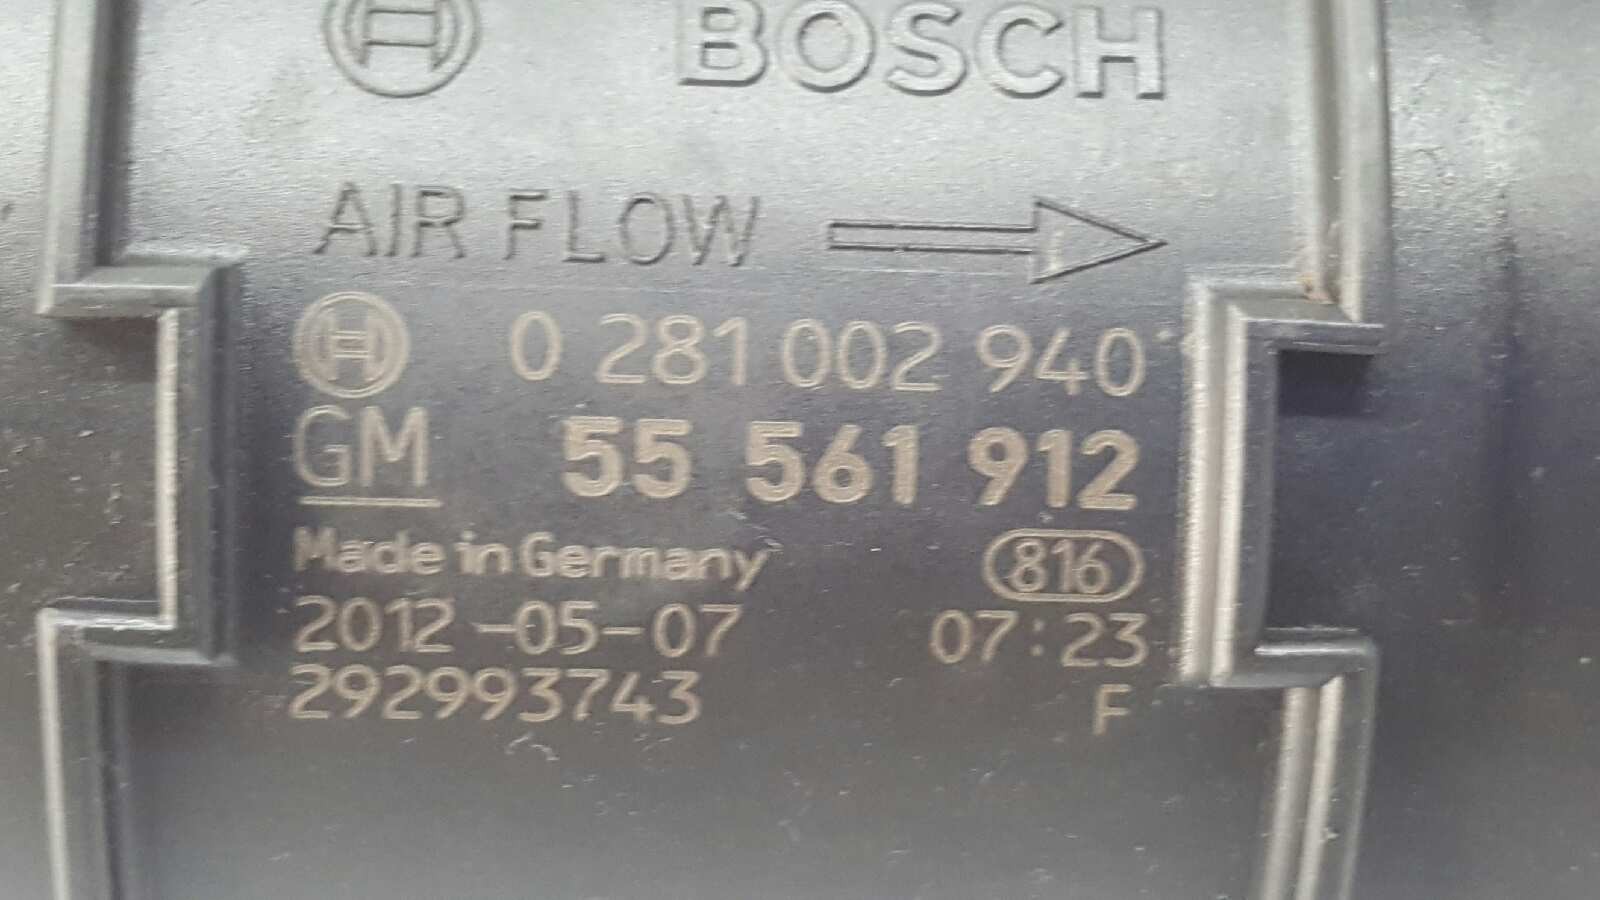 BOSCH
AIR FLOW
0 281 002 940
GM 55 561 912
Made in Germany 816
2012-05-07 07:23
292993743 F